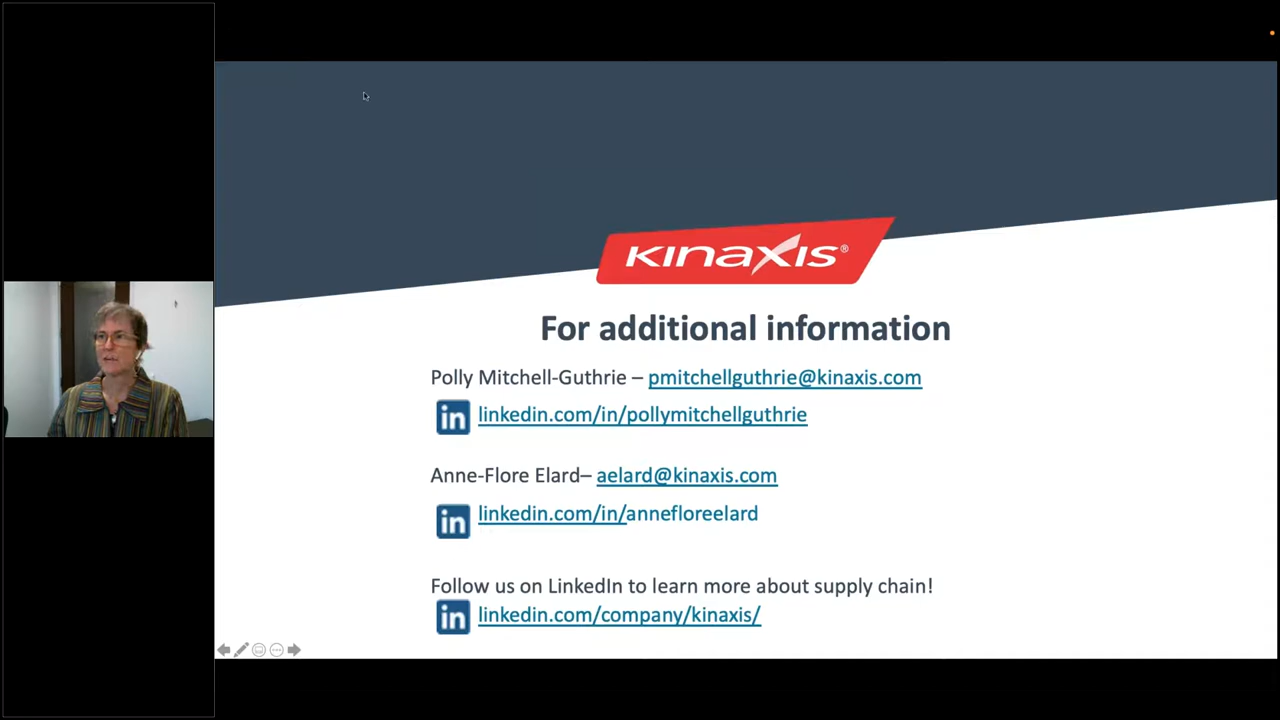 KINAXIS®
For additional information
Polly Mitchell-Guthrie – pmitchellguthrie@kinaxis.com
in linkedin.com/in/pollymitchellguthrie
Anne-Flore Elard– aelard@kinaxis.com
in linkedin.com/in/annefloreelard
Follow us on LinkedIn to learn more about supply chain!
in linkedin.com/company/kinaxis/